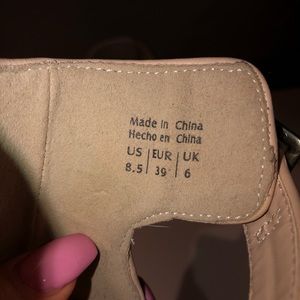 Made in China
Hecho en China
US | EUR | UK
8.5 | 39 | 6